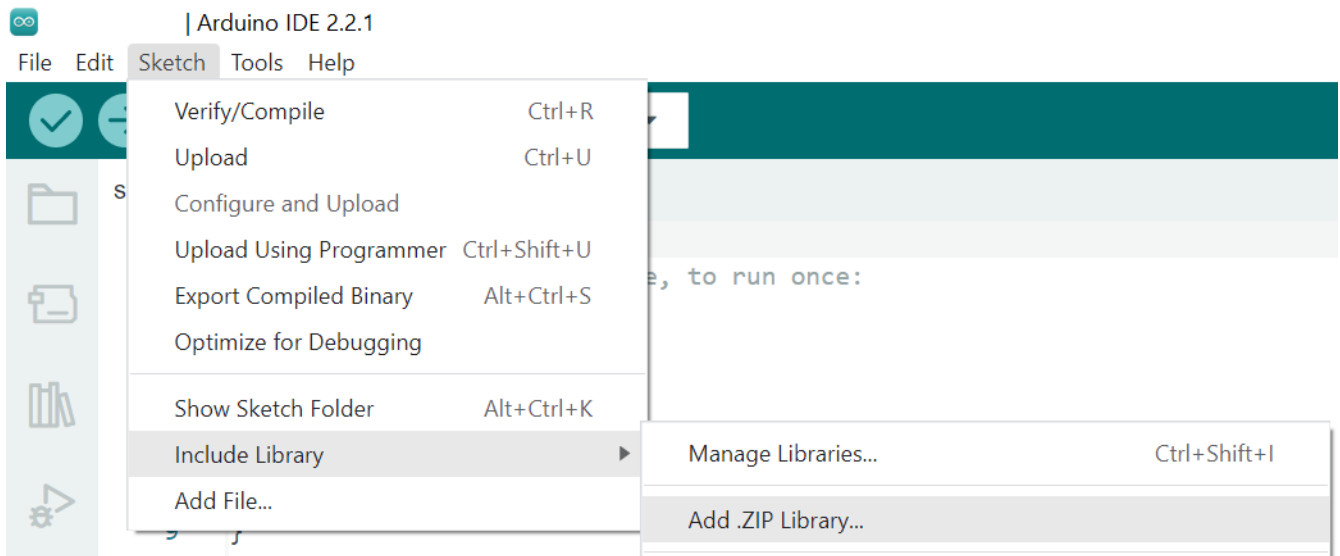 | Arduino IDE 2.2.1
File Edit Sketch Tools Help
Verify/Compile Ctrl+R
Upload Ctrl+U
S
Configure and Upload
Upload Using Programmer Ctrl+Shift+U
e, to run once:
Export Compiled Binary Alt+Ctrl+S
Optimize for Debugging
Show Sketch Folder Alt+Ctrl+K
Include Library
Manage Libraries... Ctrl+Shift+I
Add File...
Add .ZIP Library...
9 }